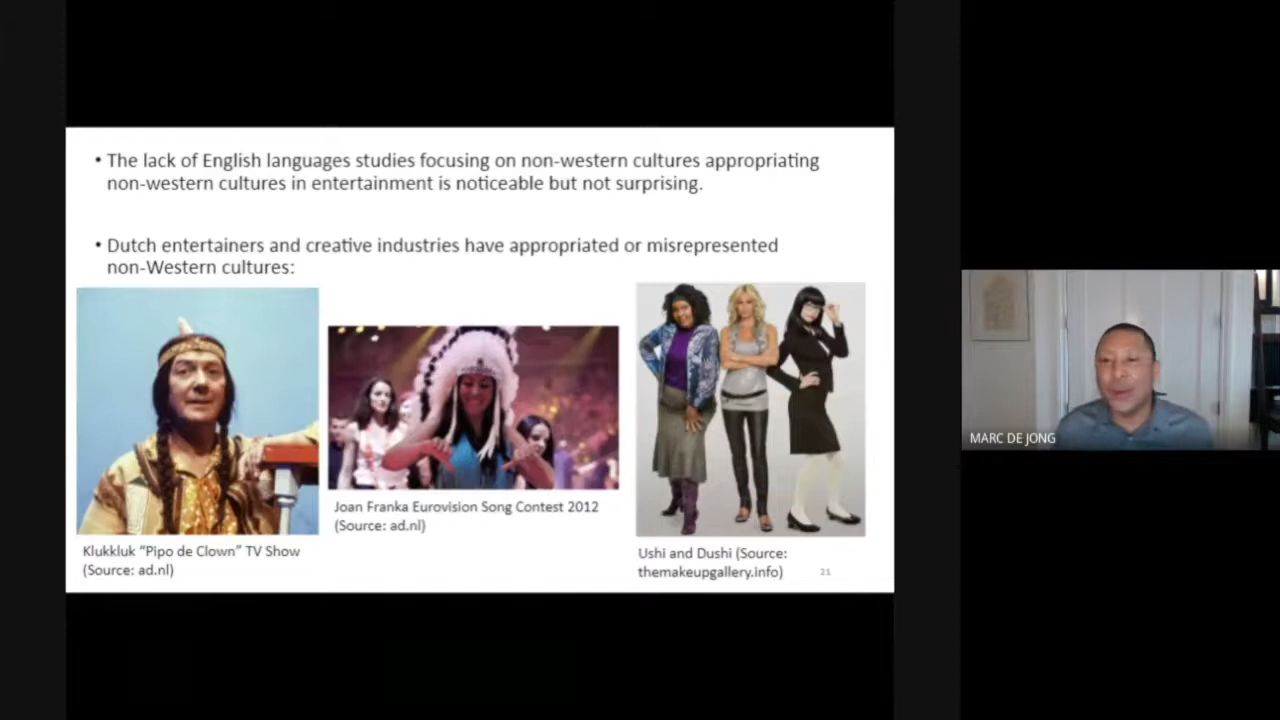 • The lack of English languages studies focusing on non-western cultures appropriating
non-western cultures in entertainment is noticeable but not surprising.
• Dutch entertainers and creative industries have appropriated or misrepresented
non-Western cultures:
Klukkluk “Pipo de Clown” TV Show
(Source: ad.nl)
Joan Franka Eurovision Song Contest 2012
(Source: ad.nl)
Ushi and Dushi (Source:
themakeupgallery.info)
21
MARC DE JONG